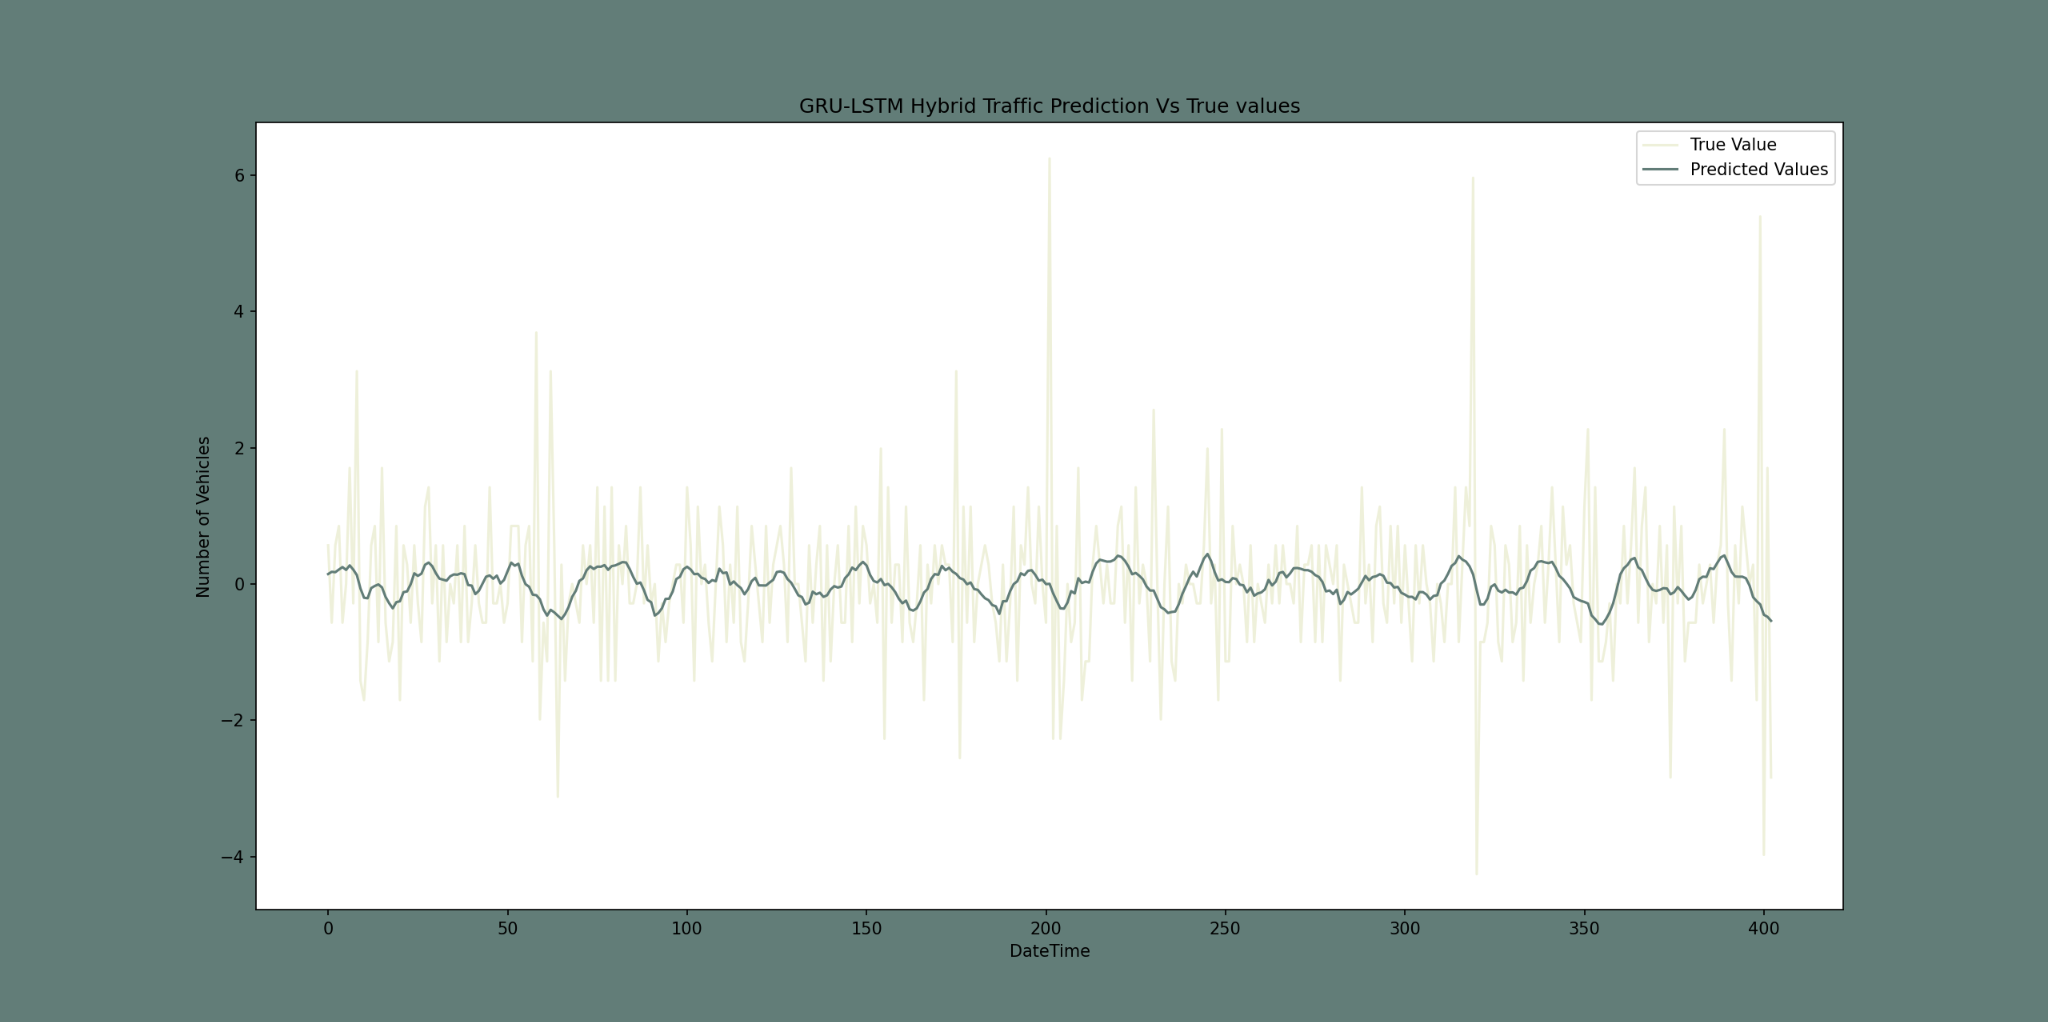 GRU-LSTM Hybrid Traffic Prediction Vs True values
True Value
Predicted Values
Number of Vehicles
6
4
2
0
−2
−4
0 50 100 150 200 250 300 350 400
DateTime